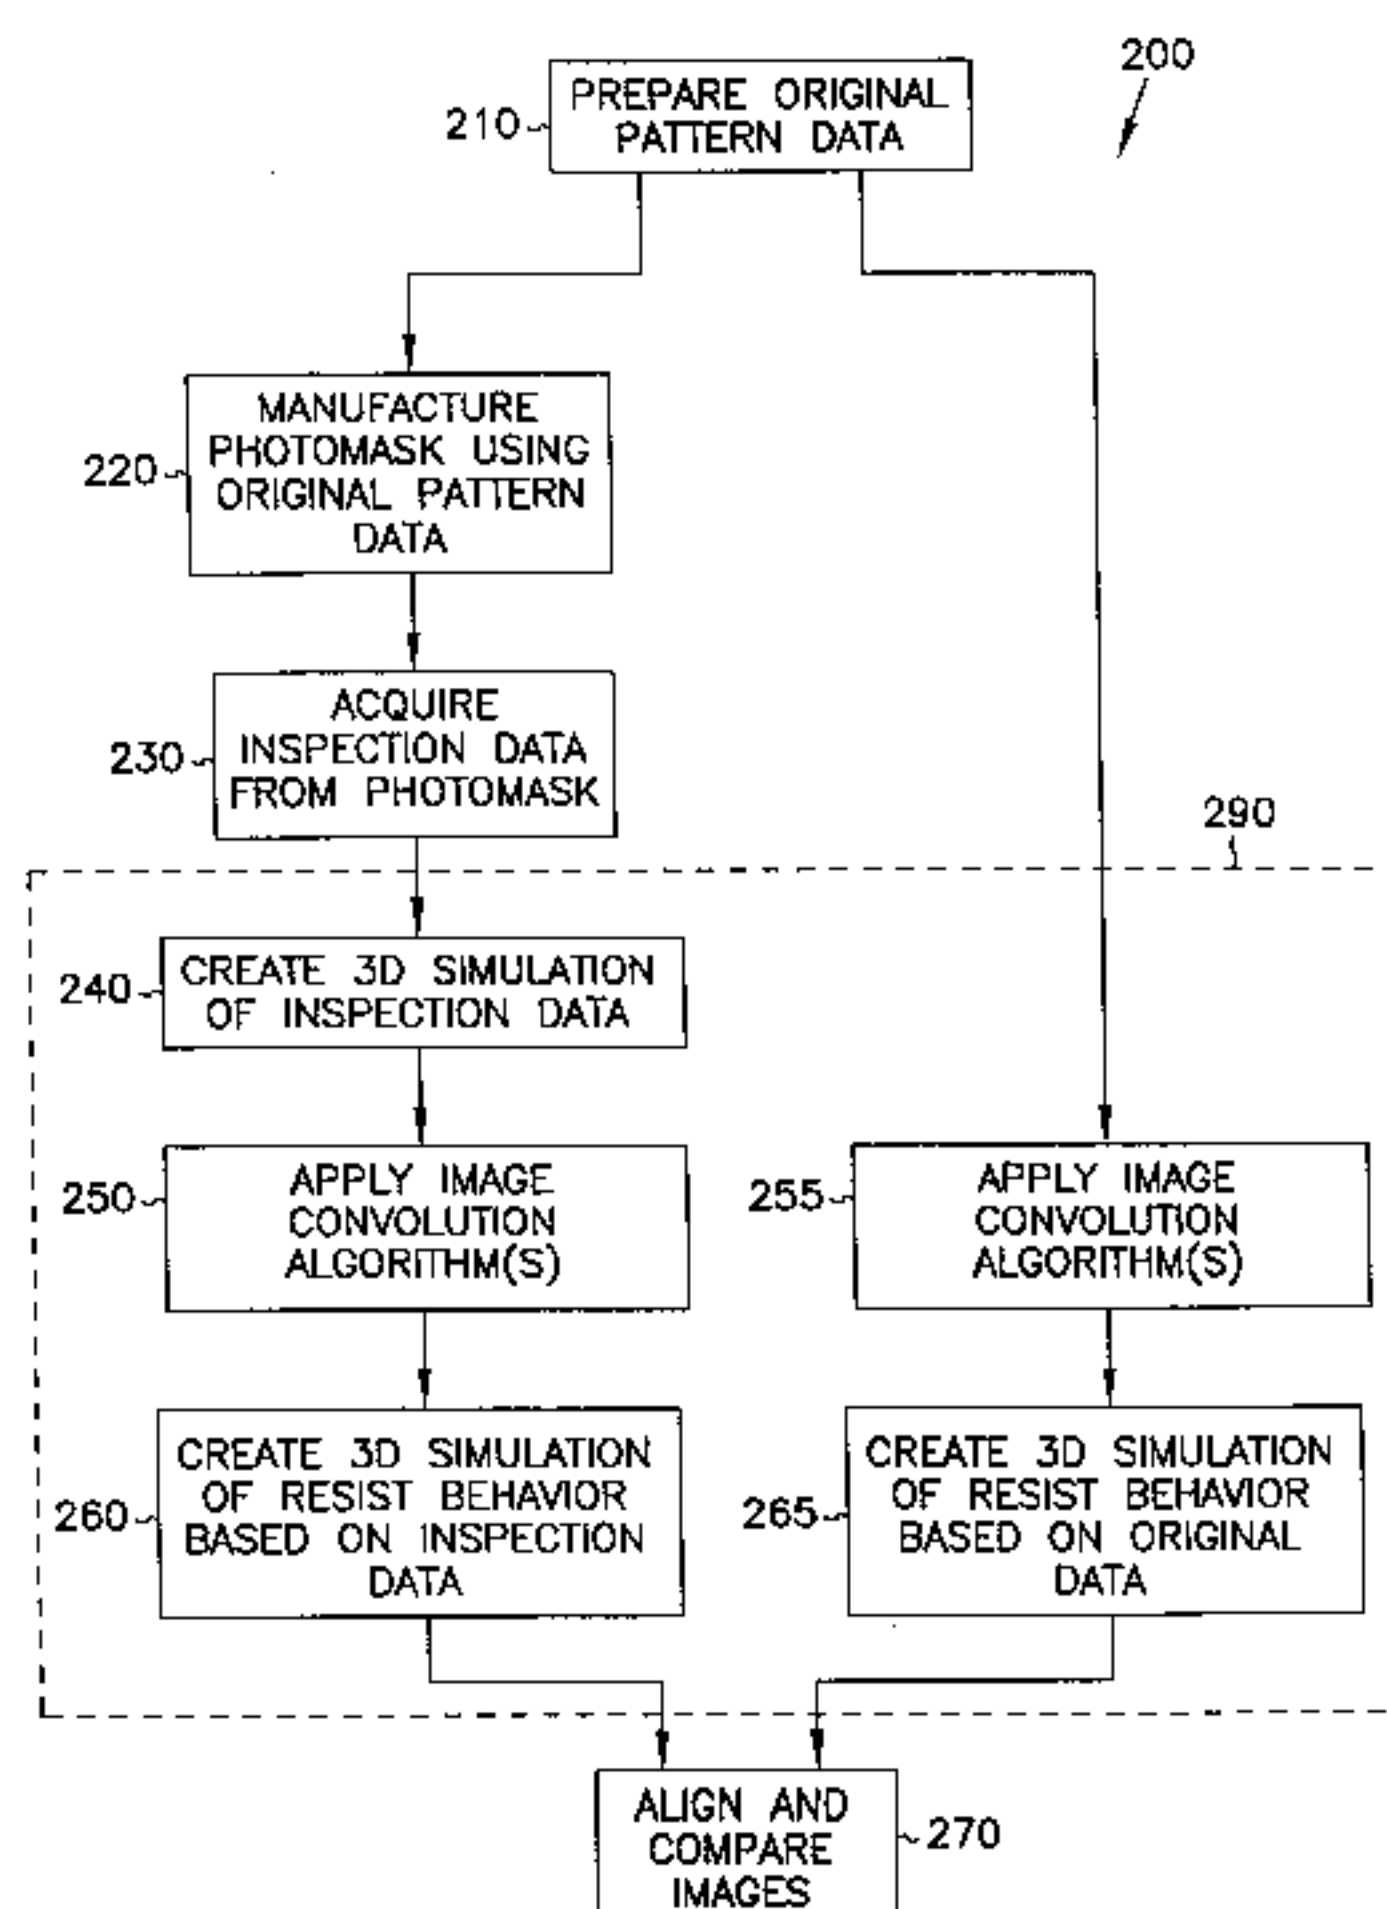 200
PREPARE ORIGINAL
PATTERN DATA
210
MANUFACTURE
PHOTOMASK USING
ORIGINAL PATTERN
DATA
220
ACQUIRE
INSPECTION DATA
FROM PHOTOMASK
230
290
CREATE 3D SIMULATION
OF INSPECTION DATA
240
APPLY IMAGE
CONVOLUTION
ALGORITHM(S)
250
APPLY IMAGE
CONVOLUTION
ALGORITHM(S)
255
CREATE 3D SIMULATION
OF RESIST BEHAVIOR
BASED ON INSPECTION
DATA
260
CREATE 3D SIMULATION
OF RESIST BEHAVIOR
BASED ON ORIGINAL
DATA
265
ALIGN AND
COMPARE
IMAGES
270